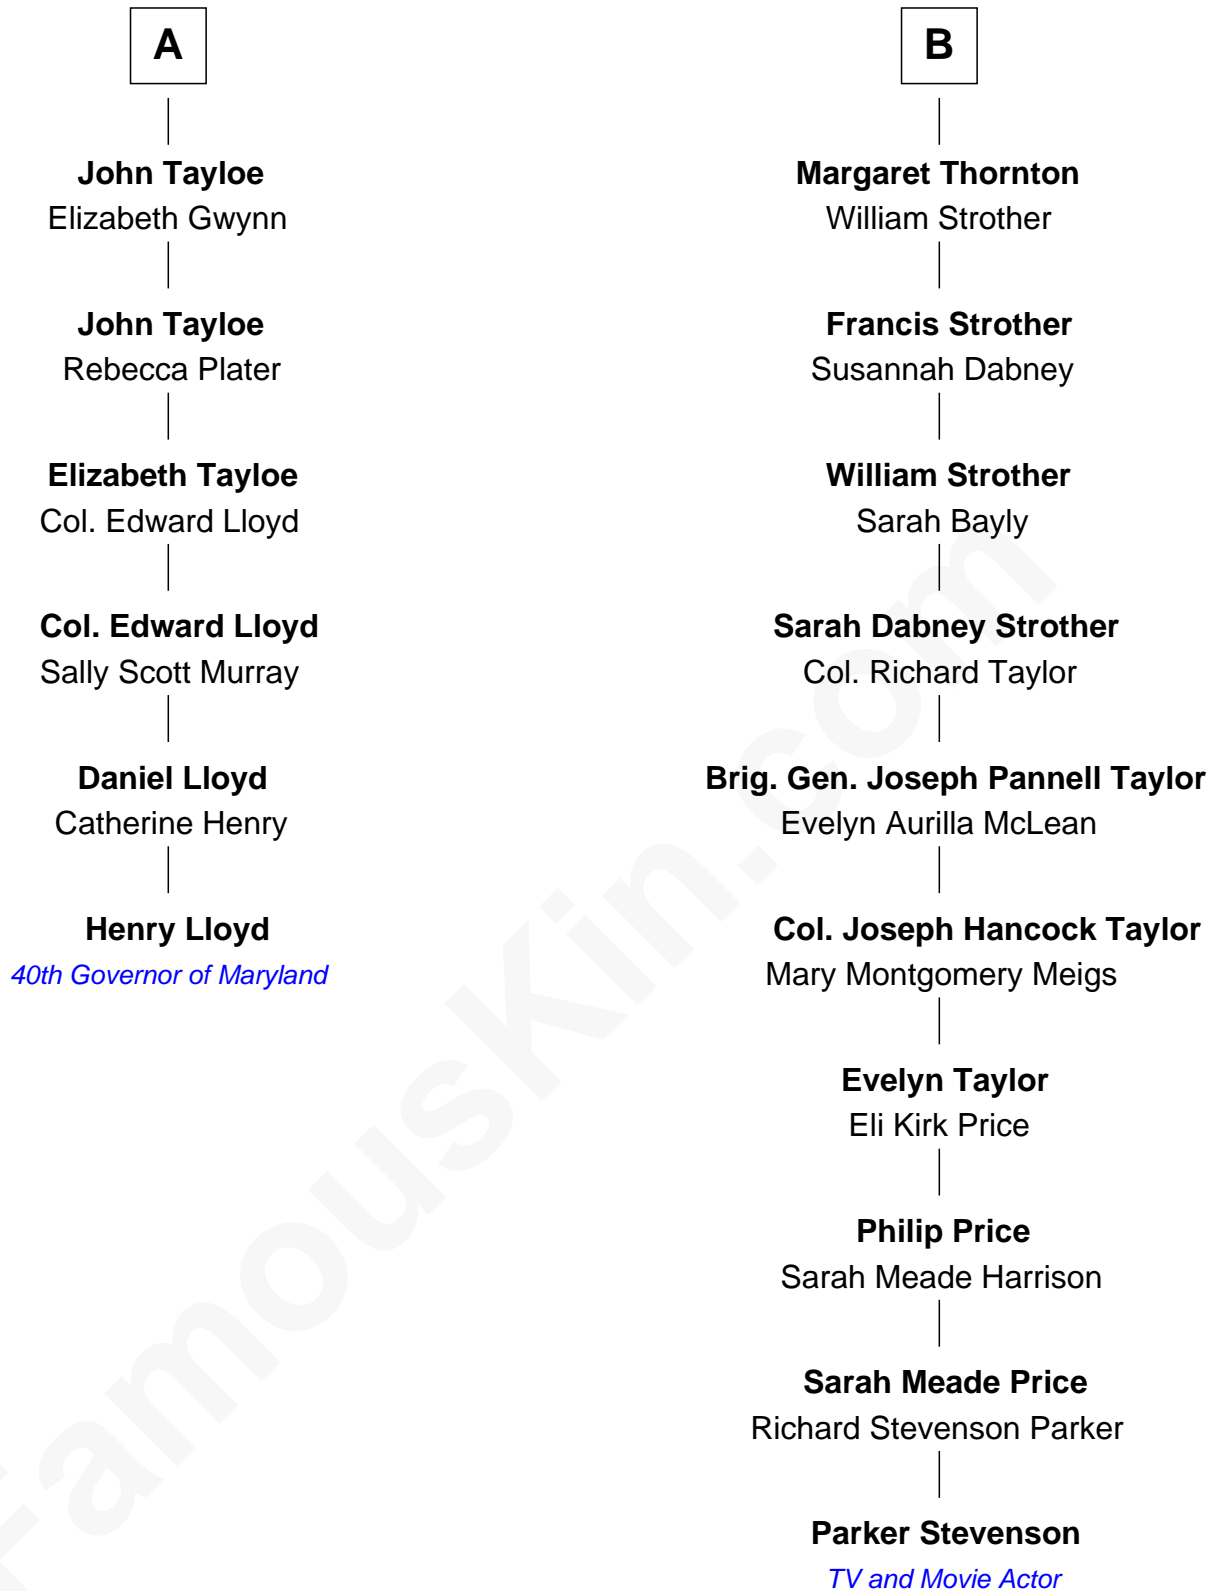 A
John Tayloe
Elizabeth Gwynn
John Tayloe
Rebecca Plater
Elizabeth Tayloe
Col. Edward Lloyd
Col. Edward Lloyd
Sally Scott Murray
Daniel Lloyd
Catherine Henry
Henry Lloyd
40th Governor of Maryland
B
Margaret Thornton
William Strother
Francis Strother
Susannah Dabney
William Strother
Sarah Bayly
Sarah Dabney Strother
Col. Richard Taylor
Brig. Gen. Joseph Pannell Taylor
Evelyn Aurilla McLean
Col. Joseph Hancock Taylor
Mary Montgomery Meigs
Evelyn Taylor
Eli Kirk Price
Philip Price
Sarah Meade Harrison
Sarah Meade Price
Richard Stevenson Parker
Parker Stevenson
TV and Movie Actor
FamousKin.com